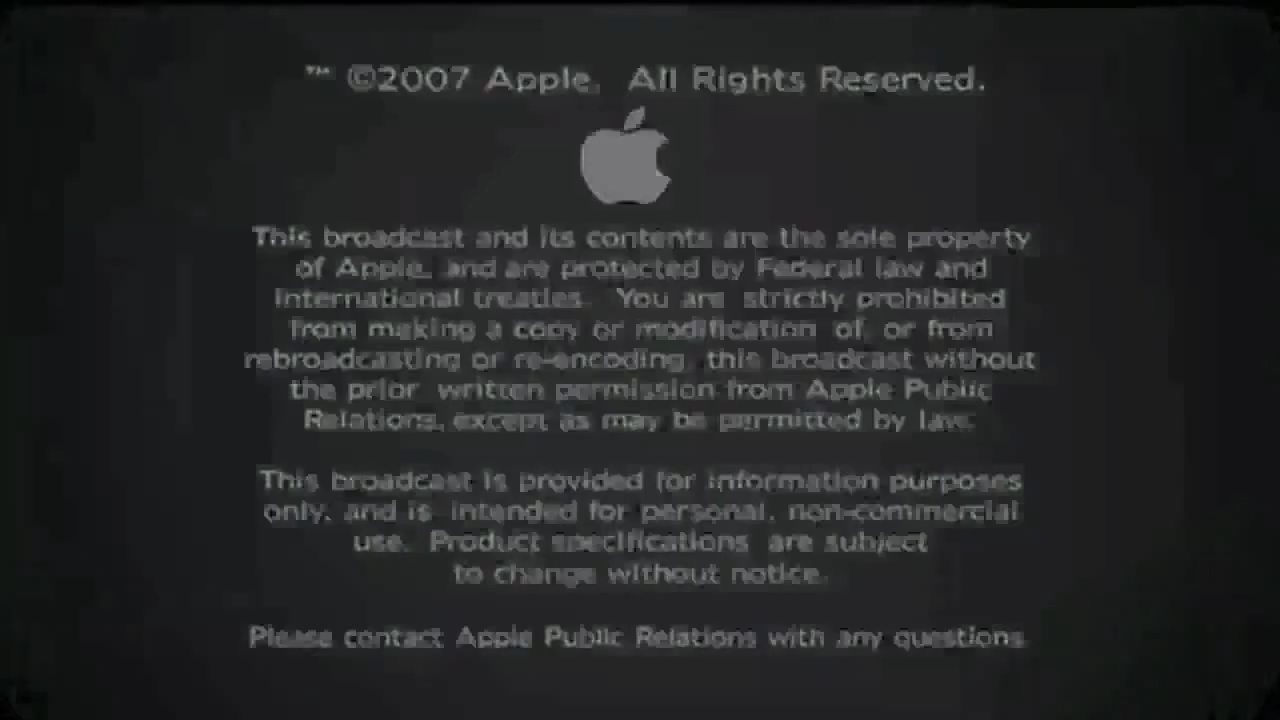 ™ ©2007 Apple. All Rights Reserved.
This broadcast and its contents are the sole property
of Apple, and are protected by Federal law and
international treaties. You are strictly prohibited
from making a copy or modification of, or from
rebroadcasting or re-encoding, this broadcast without
the prior written permission from Apple Public
Relations, except as may be permitted by law.
This broadcast is provided for information purposes
only, and is intended for personal, non-commercial
use. Product specifications are subject
to change without notice.
Please contact Apple Public Relations with any questions.